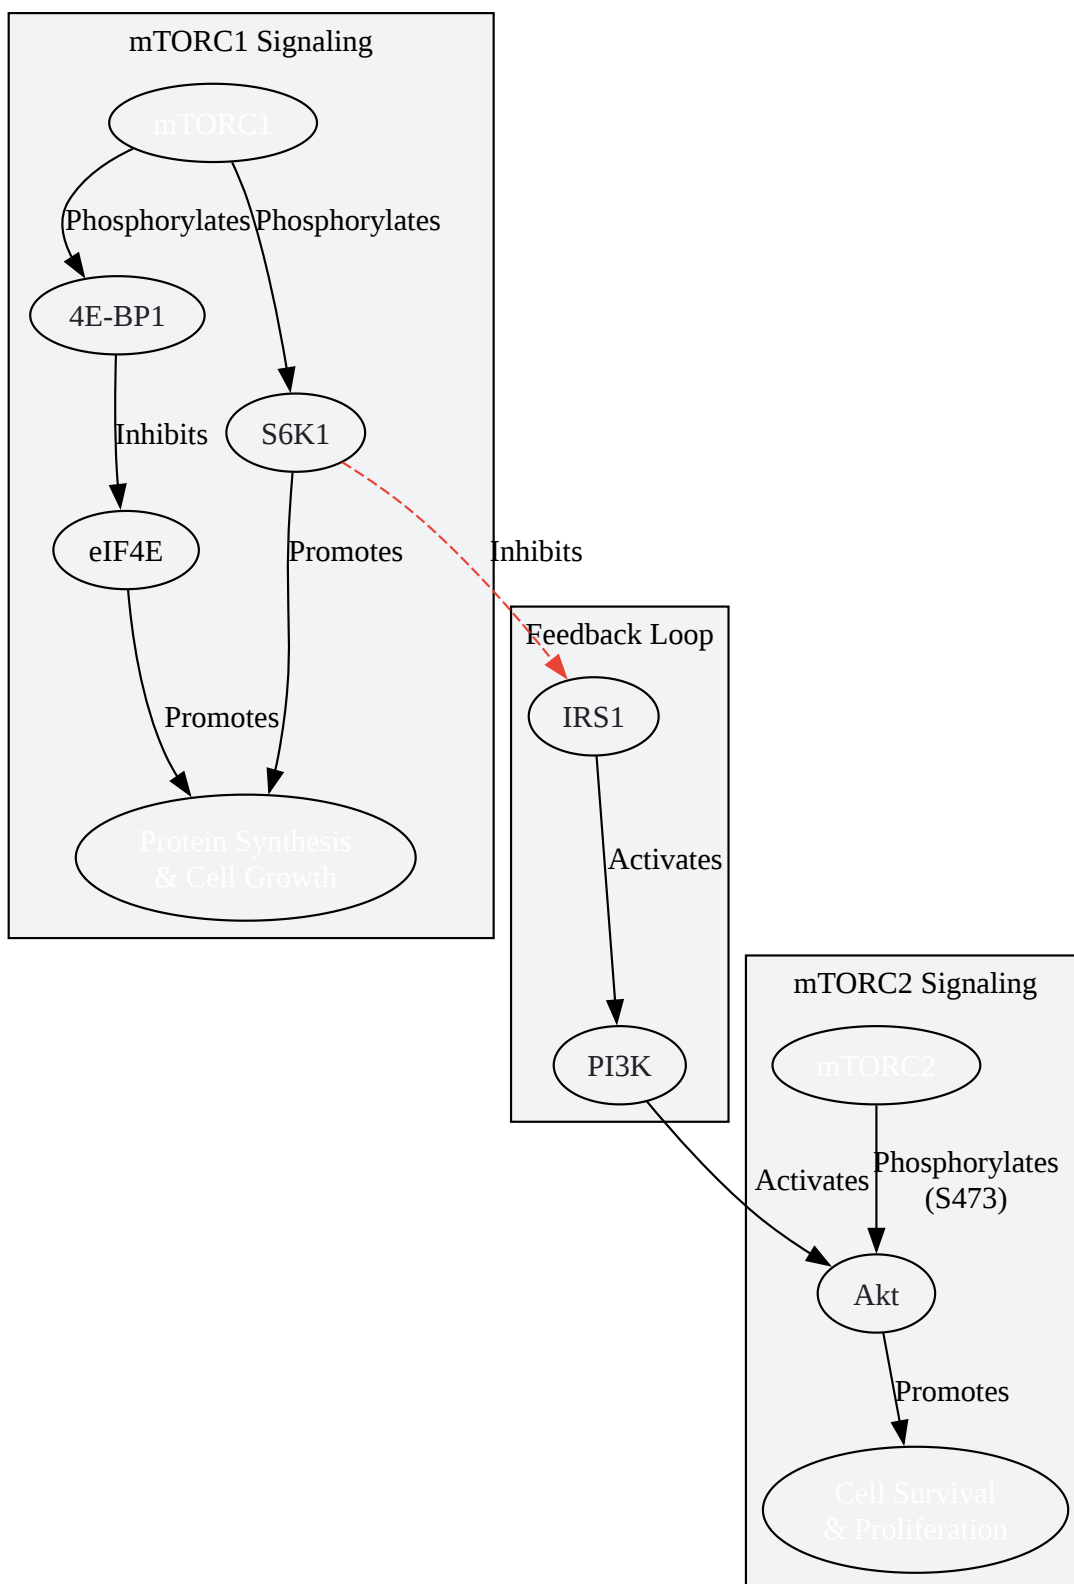 mTORC1 Signaling
mTORC1
Phosphorylates
Phosphorylates
4E-BP1
S6K1
Inhibits
eIF4E
Promotes
Inhibits
Feedback Loop
IRS1
Promotes
Protein Synthesis
& Cell Growth
Activates
mTORC2 Signaling
PI3K
mTORC2
Activates
Phosphorylates
(S473)
Akt
Promotes
Cell Survival
& Proliferation